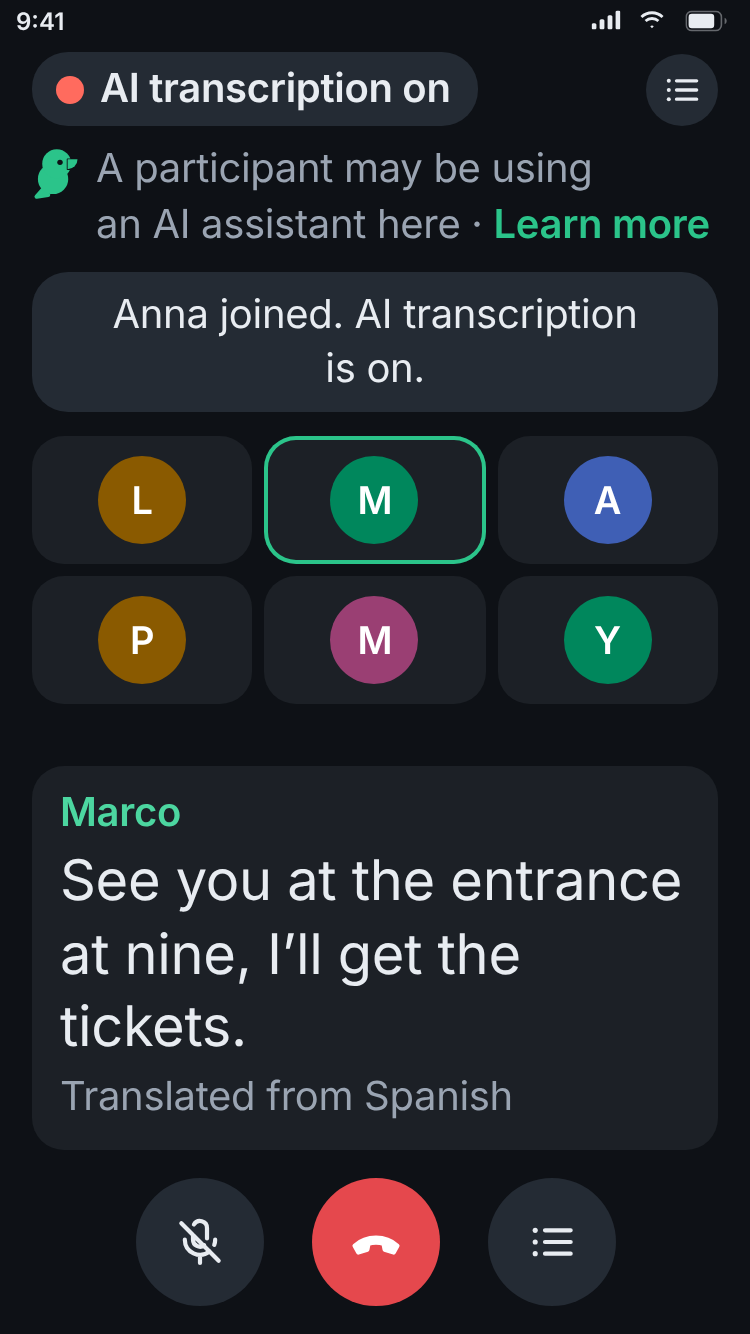 9:41
AI transcription on
A participant may be using
an AI assistant here · Learn more
Anna joined. AI transcription
is on.
L
M
A
P
M
Y
Marco
See you at the entrance
at nine, I’ll get the
tickets.
Translated from Spanish